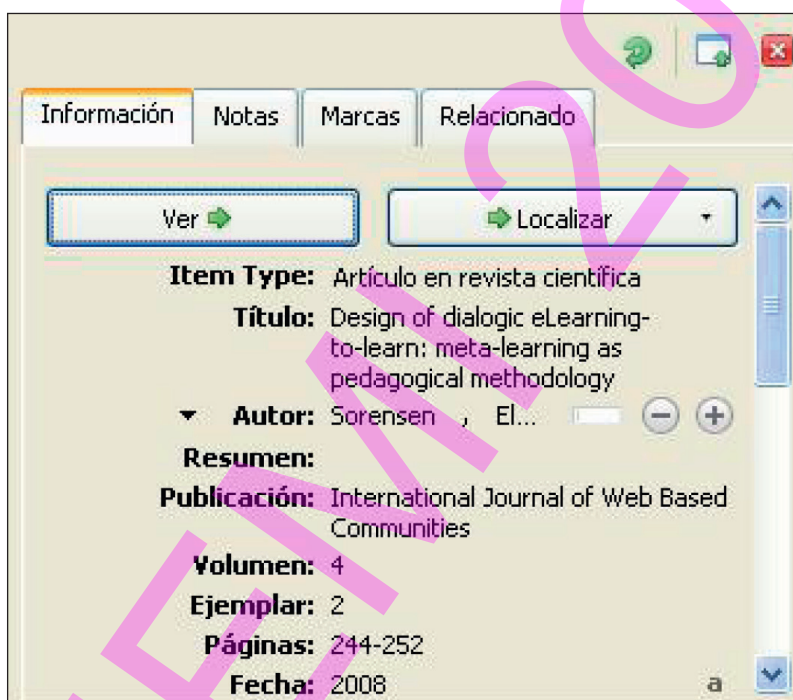 Información Notas Marcas Relacionado
Ver Localizar
Item Type: Artículo en revista científica
Título: Design of dialogic eLearning-
to-learn: meta-learning as
pedagogical methodology
Autor: Sorensen , El...
Resumen:
Publicación: International Journal of Web Based
Communities
Volumen: 4
Ejemplar: 2
Páginas: 244-252
Fecha: 2008 a